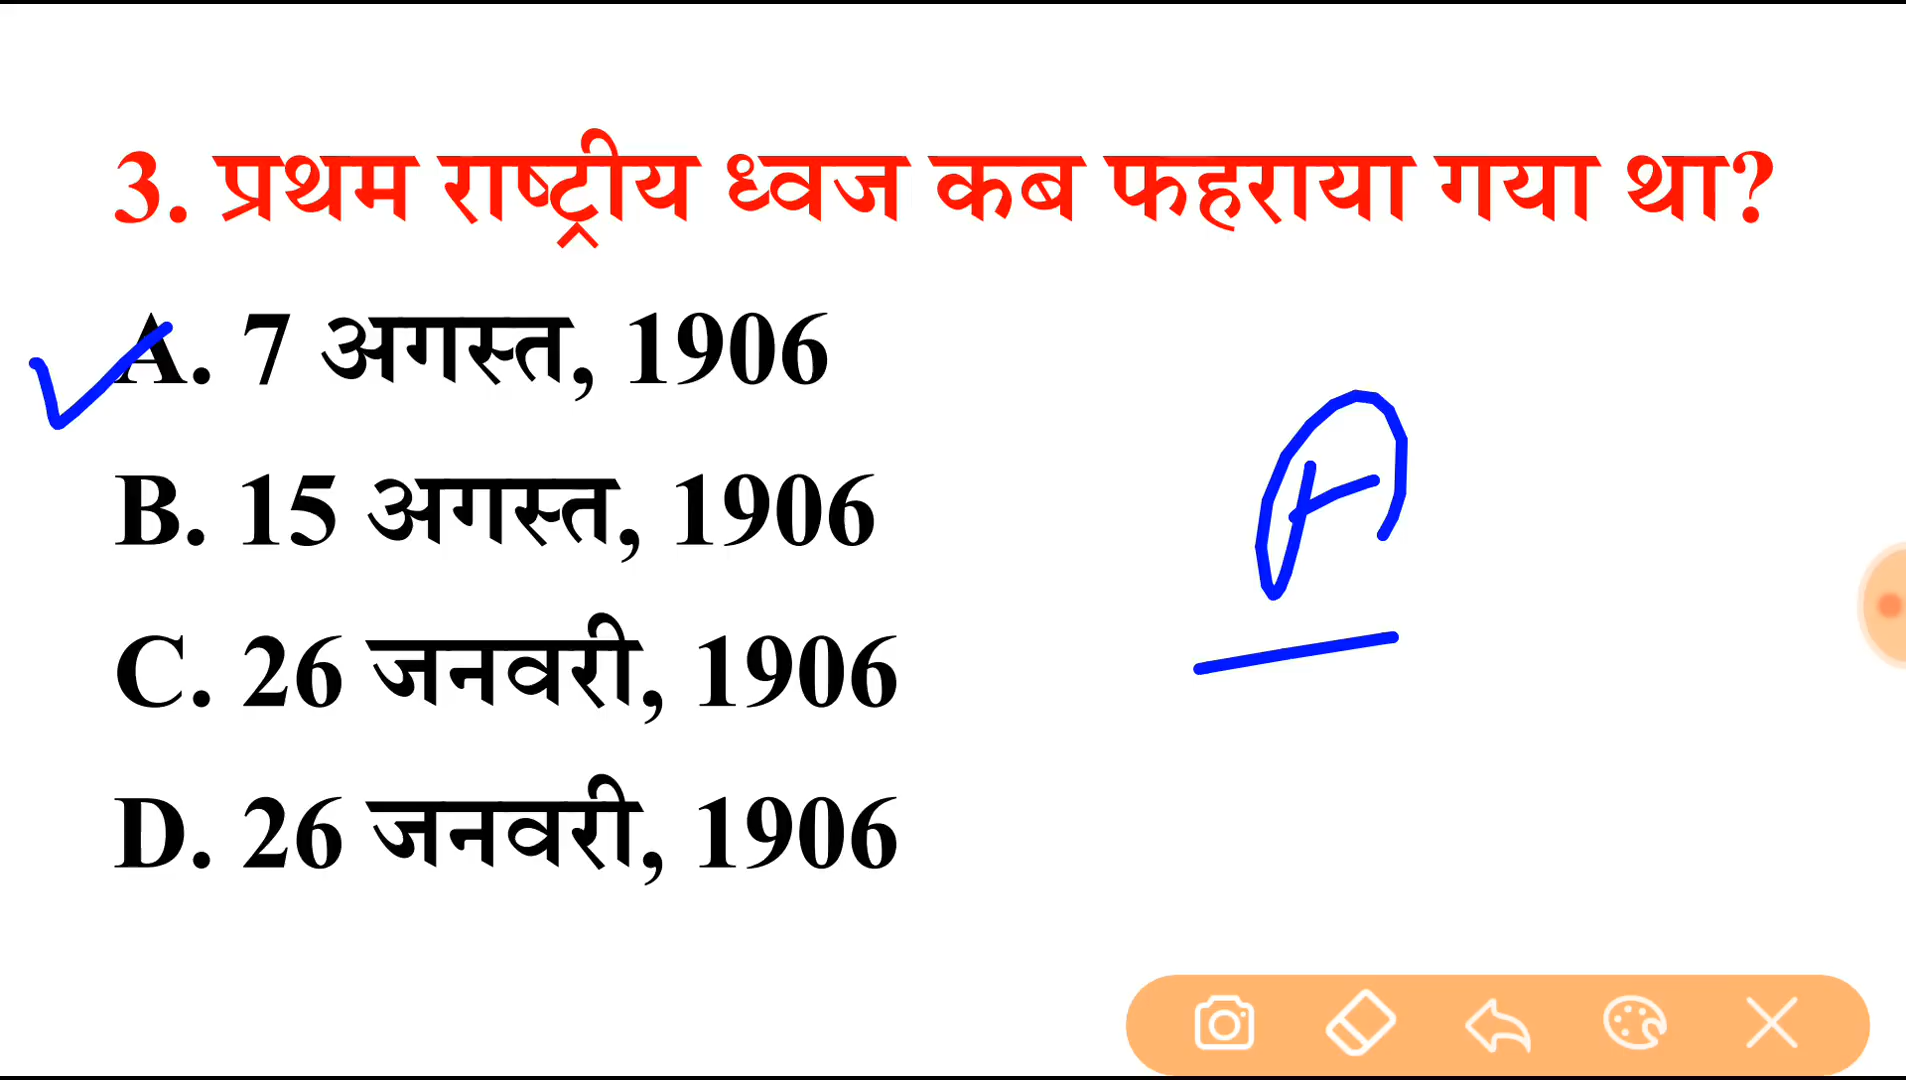 3. प्रथम राष्ट्रीय ध्वज कब फहराया गया था?
A. 7 अगस्त, 1906
B. 15 अगस्त, 1906
A
C. 26 जनवरी, 1906
D. 26 जनवरी, 1906